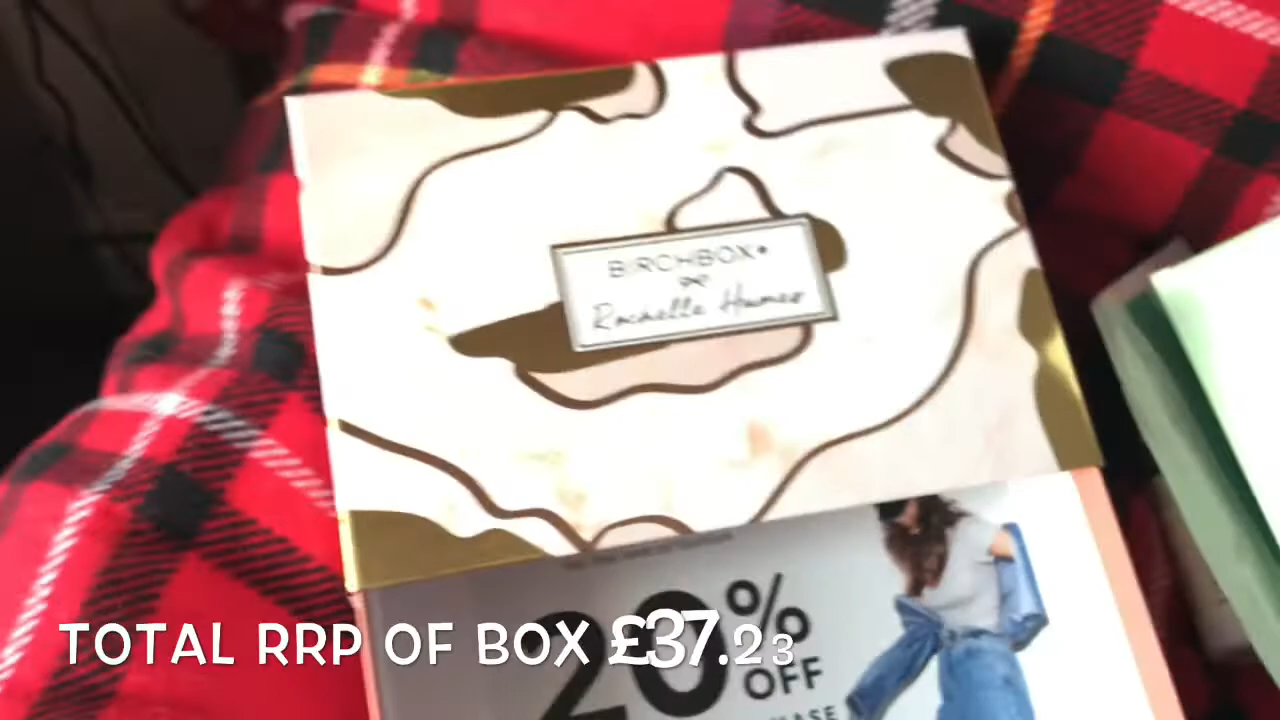 BIRCHBOX
Rochelle Humes
20%
OFF
TOTAL RRP OF BOX £37.23